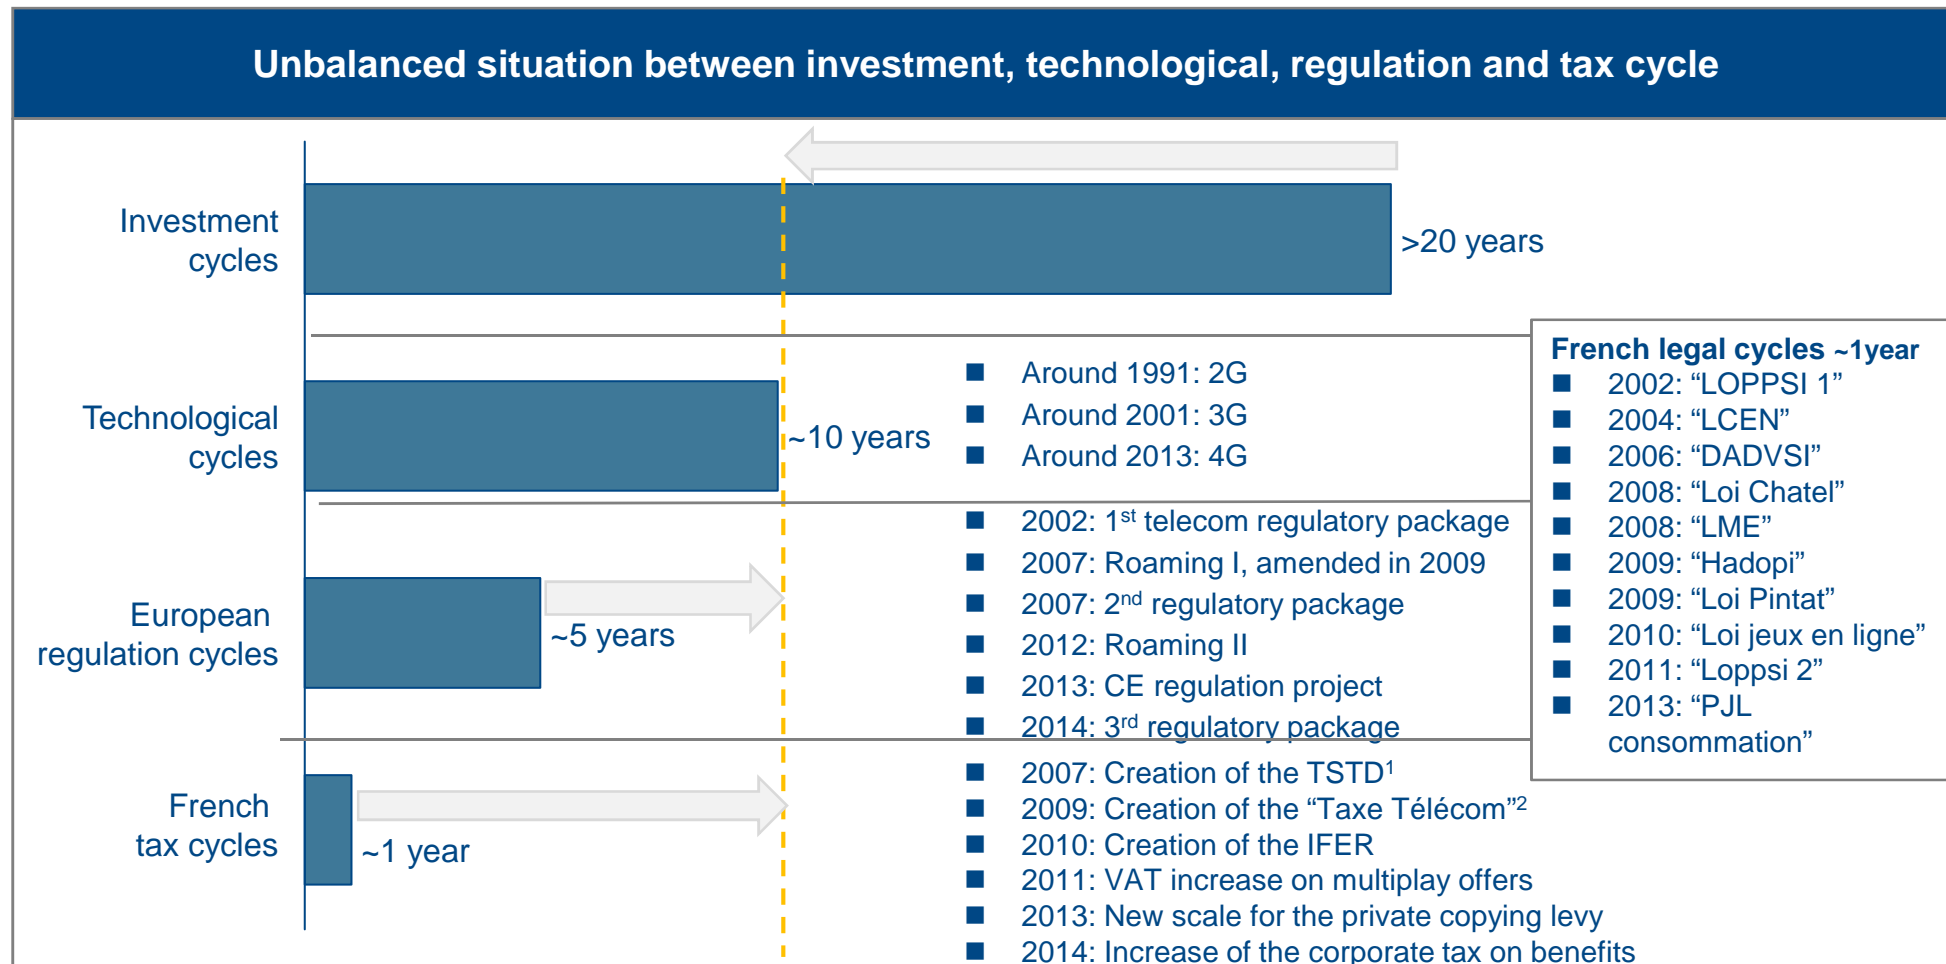 Unbalanced situation between investment, technological, regulation and tax cycle
Investment
cycles
>20 years
Technological
cycles
~10 years
■ Around 1991: 2G
■ Around 2001: 3G
■ Around 2013: 4G
European
regulation cycles
~5 years
■ 2002: 1st telecom regulatory package
■ 2007: Roaming I, amended in 2009
■ 2007: 2nd regulatory package
■ 2012: Roaming II
■ 2013: CE regulation project
■ 2014: 3rd regulatory package
French
tax cycles
~1 year
■ 2007: Creation of the TSTD1
■ 2009: Creation of the “Taxe Télécom”2
■ 2010: Creation of the IFER
■ 2011: VAT increase on multiplay offers
■ 2013: New scale for the private copying levy
■ 2014: Increase of the corporate tax on benefits
French legal cycles ~1year
■ 2002: “LOPPSI 1”
■ 2004: “LCEN”
■ 2006: “DADVSI”
■ 2008: “Loi Chatel”
■ 2008: “LME”
■ 2009: “Hadopi”
■ 2009: “Loi Pintat”
■ 2010: “Loi jeux en ligne”
■ 2011: “Loppsi 2”
■ 2013: “PJL
consommation”